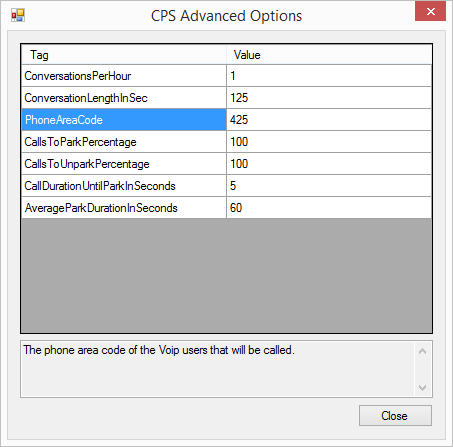 CPS Advanced Options
Tag Value
ConversationsPerHour 1
ConversationLengthInSec 125
PhoneAreaCode 425
CallsToParkPercentage 100
CallsToUnparkPercentage 100
CallDurationUntilParkInSeconds 5
AverageParkDurationInSeconds 60
The phone area code of the Voip users that will be called.
Close